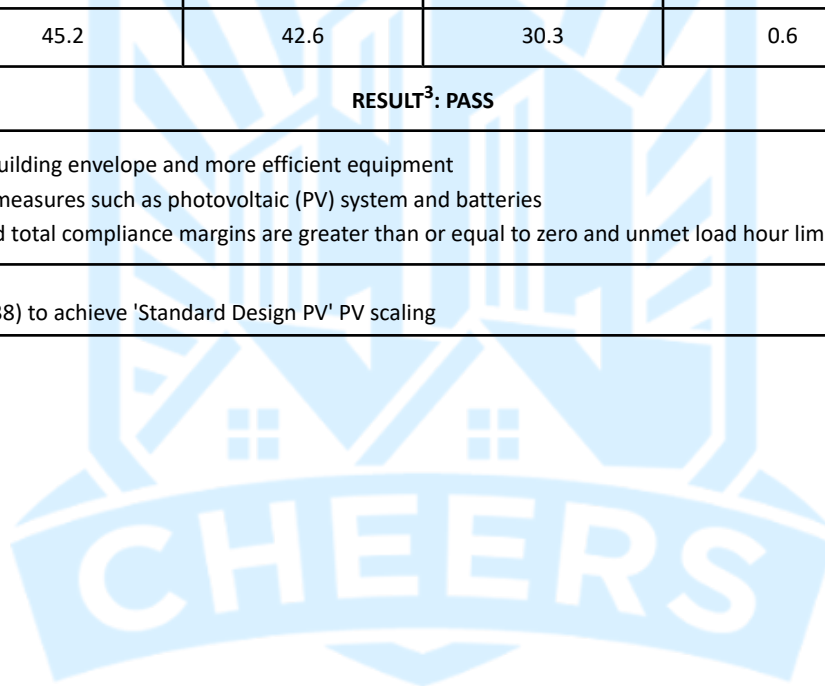 45.2 42.6 30.3 0.6
RESULT³: PASS
uilding envelope and more efficient equipment
measures such as photovoltaic (PV) system and batteries
d total compliance margins are greater than or equal to zero and unmet load hour lim
38) to achieve 'Standard Design PV' PV scaling
CHEERS